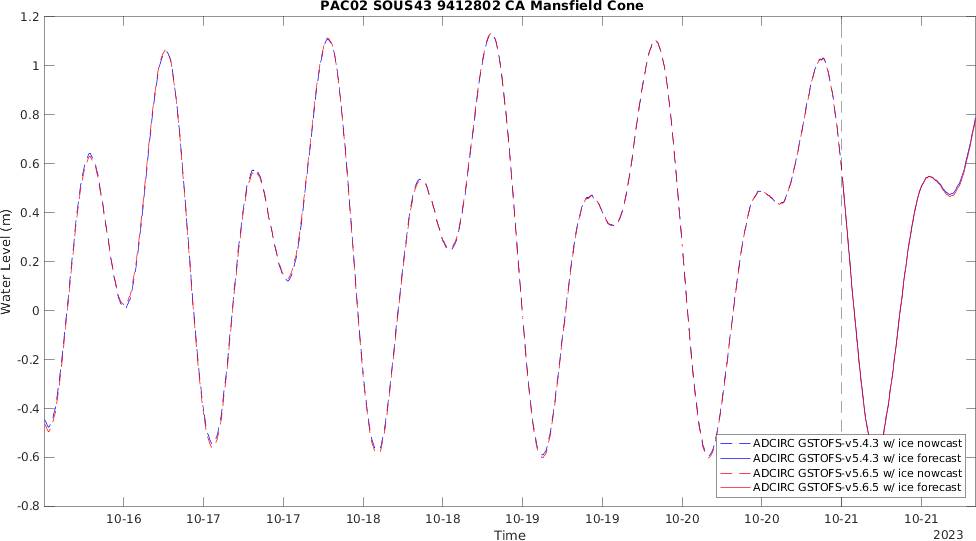 PAC02 SOUS43 9412802 CA Mansfield Cone
1.2
1
0.8
0.6
0.4
0.2
0
-0.2
-0.4
-0.6
-0.8
Water Level (m)
ADCIRC GSTOFS-v5.4.3 w/ ice nowcast
ADCIRC GSTOFS-v5.4.3 w/ ice forecast
ADCIRC GSTOFS-v5.6.5 w/ ice nowcast
ADCIRC GSTOFS-v5.6.5 w/ ice forecast
10-16 10-17 10-17 10-18 10-18 10-19 10-19 10-20 10-20 10-21 10-21
Time
2023